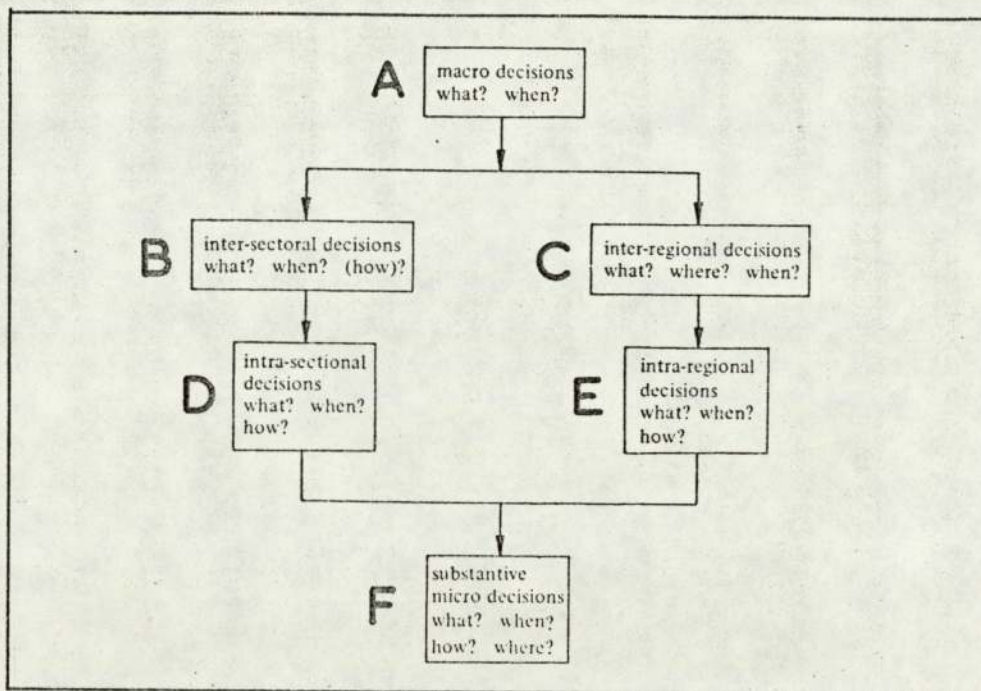 A
macro decisions
what? when?
B
inter-sectoral decisions
what? when? (how)?
C
inter-regional decisions
what? where? when?
D
intra-sectional
decisions
what? when?
how?
E
intra-regional
decisions
what? when?
how?
F
substantive
micro decisions
what? when?
how? where?